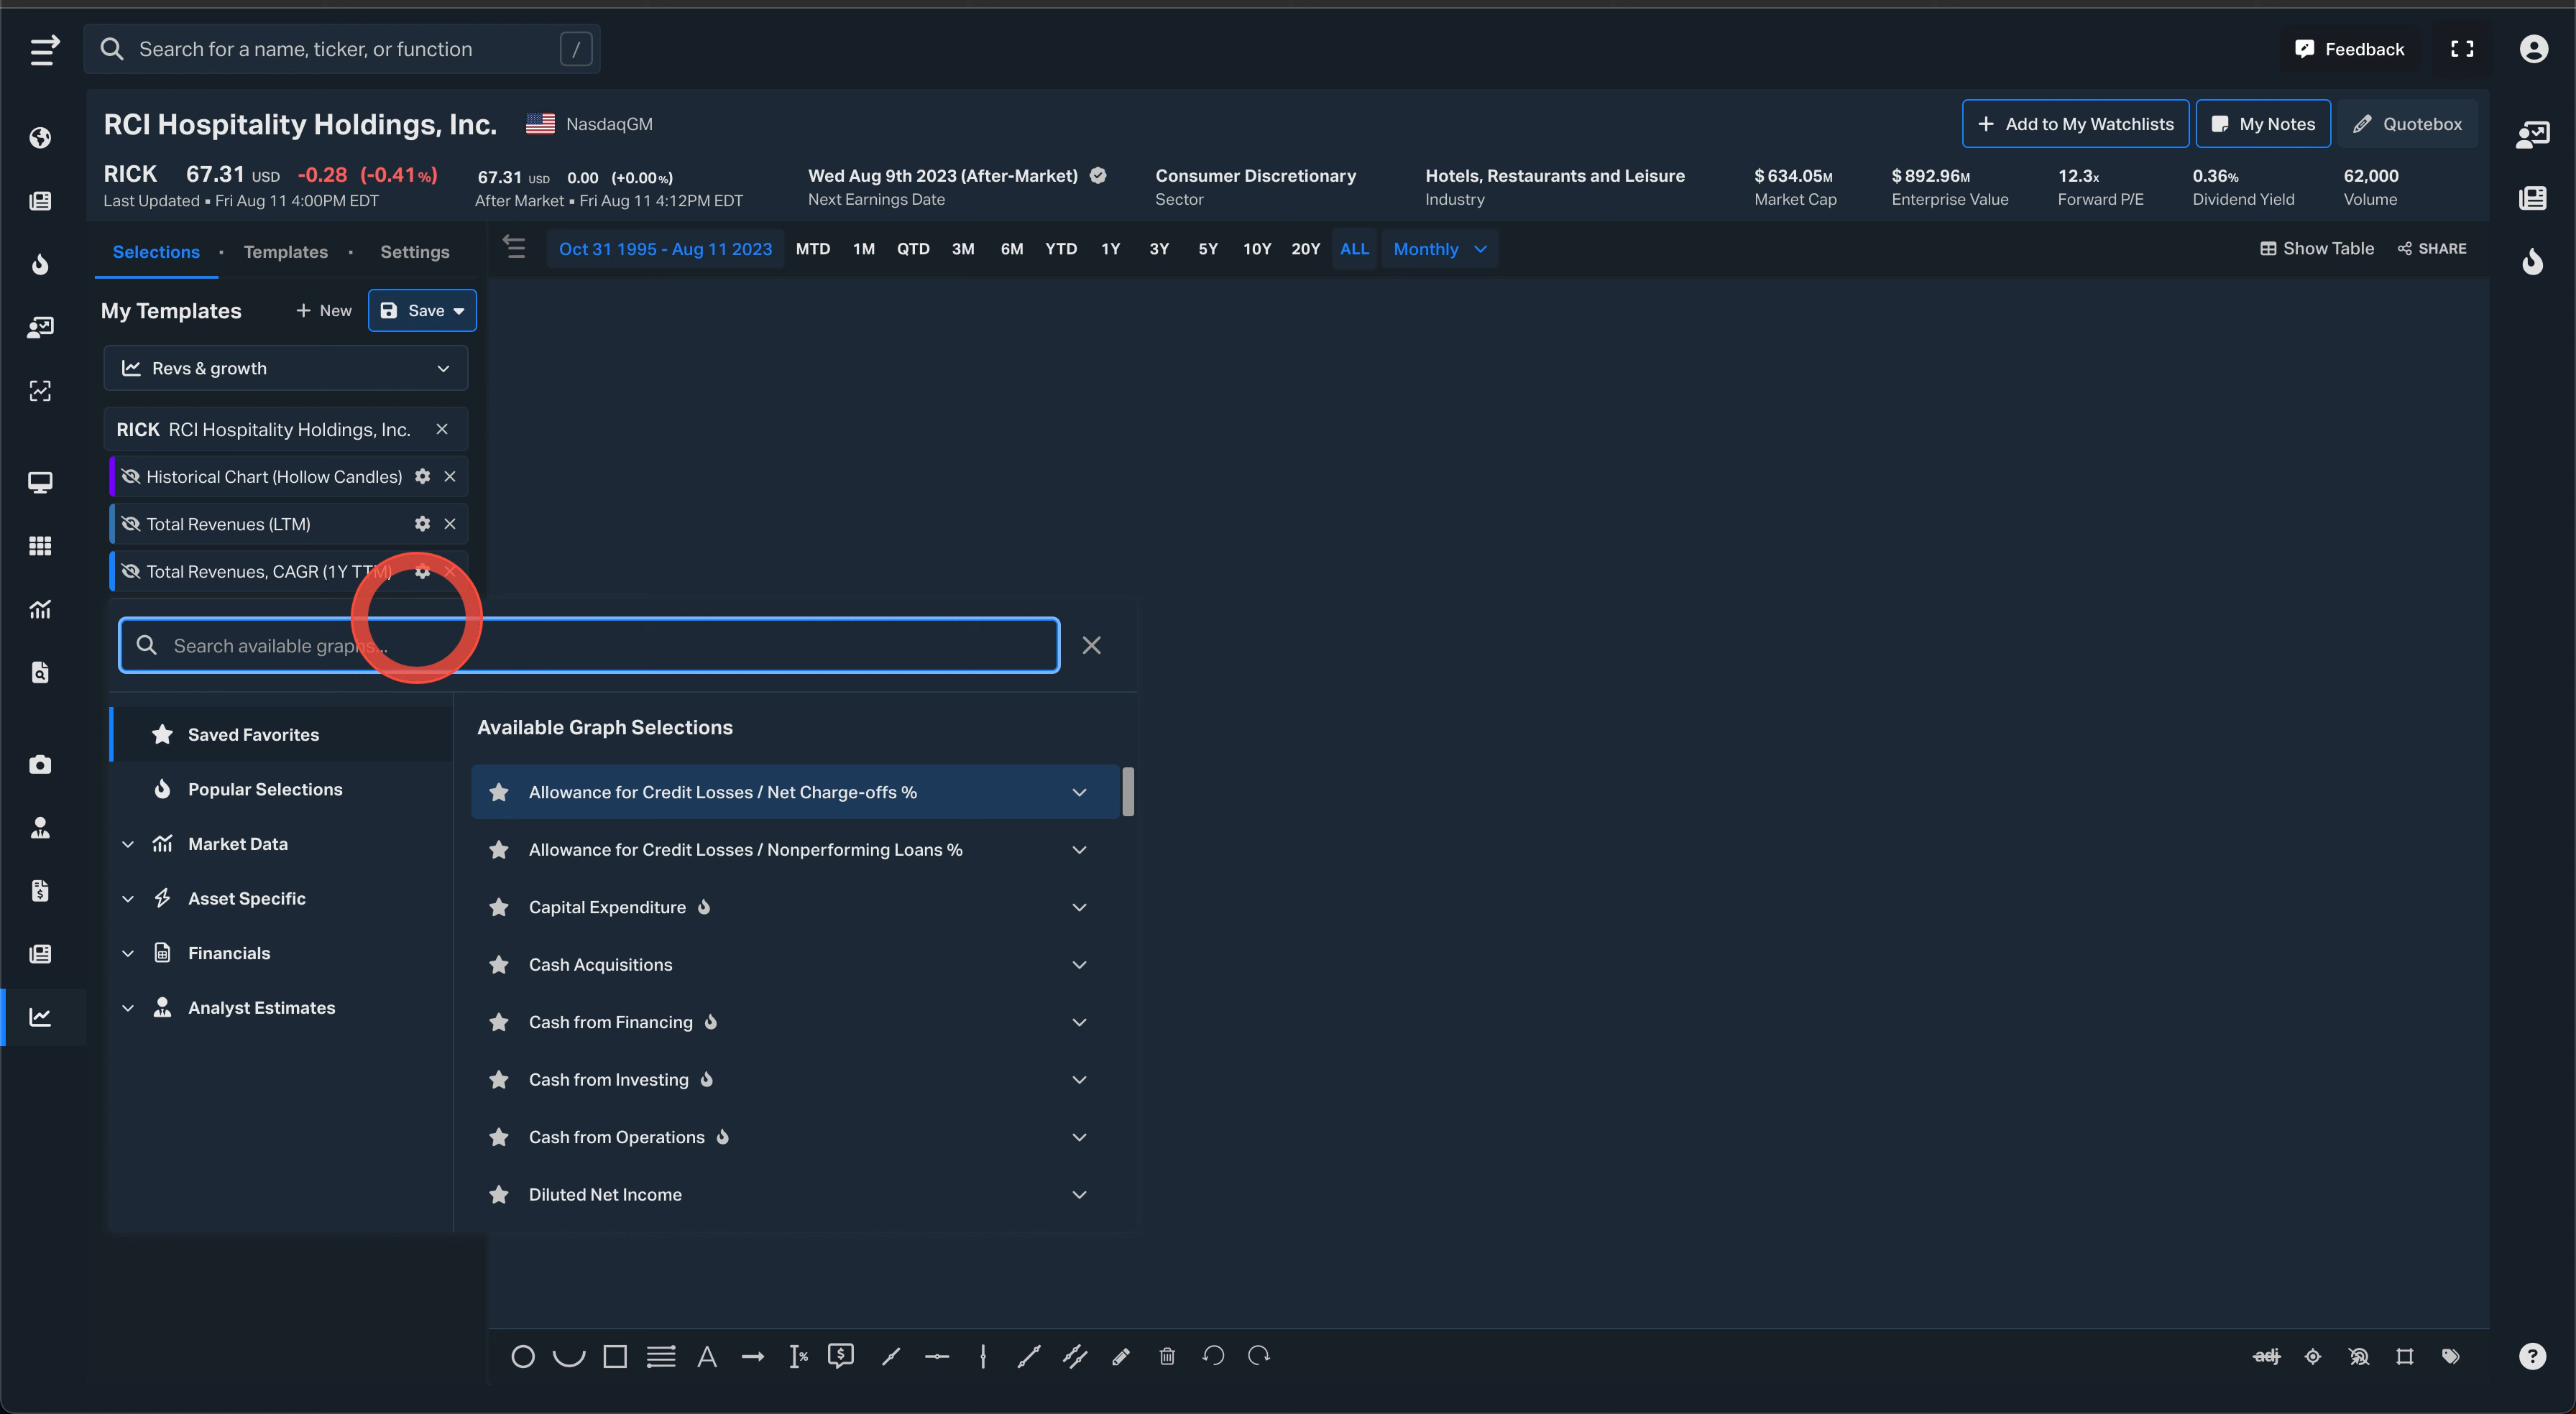 Search for a name, ticker, or function /
Feedback
RCI Hospitality Holdings, Inc. NasdaqGM
Add to My Watchlists My Notes Quotebox
RICK 67.31 USD -0.28 (-0.41%)
Last Updated ▪ Fri Aug 11 4:00PM EDT
67.31 USD 0.00 (+0.00%)
After Market ▪ Fri Aug 11 4:12PM EDT
Wed Aug 9th 2023 (After-Market)
Next Earnings Date
Consumer Discretionary
Sector
Hotels, Restaurants and Leisure
Industry
$634.05M
Market Cap
$892.96M
Enterprise Value
12.3x
Forward P/E
0.36%
Dividend Yield
62,000
Volume
Selections · Templates · Settings
Oct 31 1995 - Aug 11 2023 MTD 1M QTD 3M 6M YTD 1Y 3Y 5Y 10Y 20Y ALL Monthly
Show Table SHARE
My Templates + New Save
Revs & growth
RICK RCI Hospitality Holdings, Inc.
Historical Chart (Hollow Candles)
Total Revenues (LTM)
Total Revenues, CAGR (1Y TTM)
Search available graphs...
Saved Favorites
Popular Selections
Market Data
Asset Specific
Financials
Analyst Estimates
Available Graph Selections
Allowance for Credit Losses / Net Charge-offs %
Allowance for Credit Losses / Nonperforming Loans %
Capital Expenditure
Cash Acquisitions
Cash from Financing
Cash from Investing
Cash from Operations
Diluted Net Income
A % $ adj ?